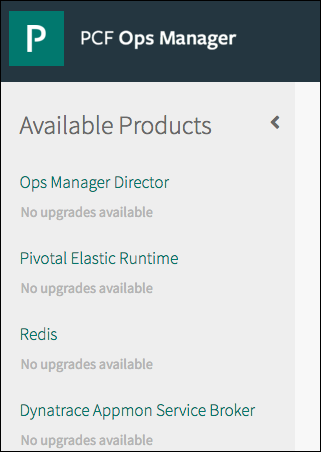 P
PCF Ops Manager
Available Products
Ops Manager Director
No upgrades available
Pivotal Elastic Runtime
No upgrades available
Redis
No upgrades available
Dynatrace Appmon Service Broker
No upgrades available